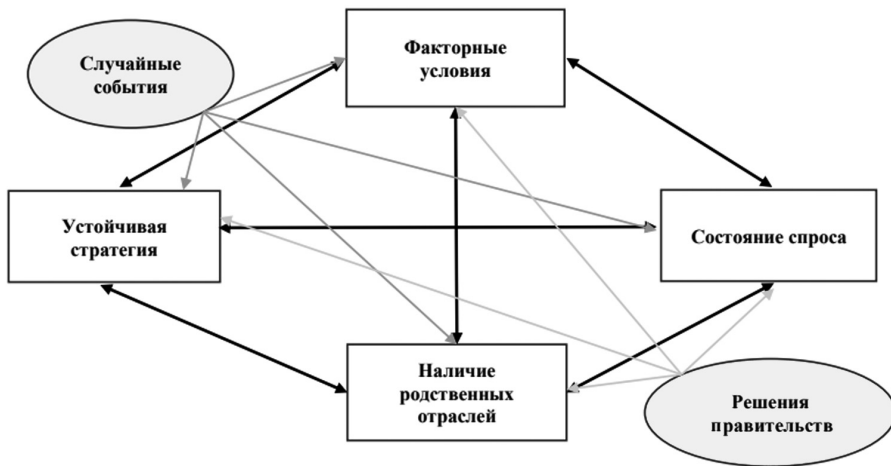 Факторные
условия
Случайные
события
Устойчивая
стратегия
Состояние спроса
Наличие
родственных
отраслей
Решения
правительств